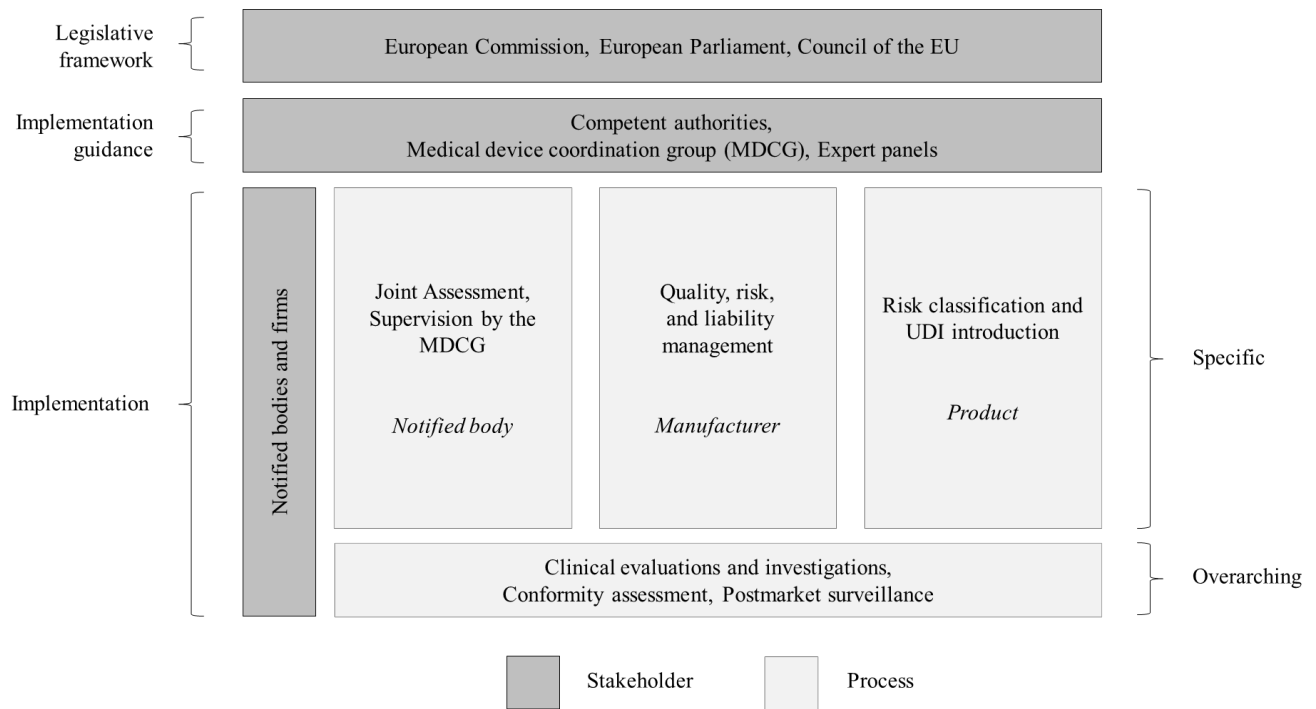 Legislative
framework
European Commission, European Parliament, Council of the EU
Implementation
guidance
Competent authorities,
Medical device coordination group (MDCG), Expert panels
Implementation
Notified bodies and firms
Joint Assessment,
Supervision by the
MDCG
Notified body
Quality, risk,
and liability
management
Manufacturer
Risk classification and
UDI introduction
Product
Specific
Clinical evaluations and investigations,
Conformity assessment, Postmarket surveillance
Overarching
Stakeholder
Process